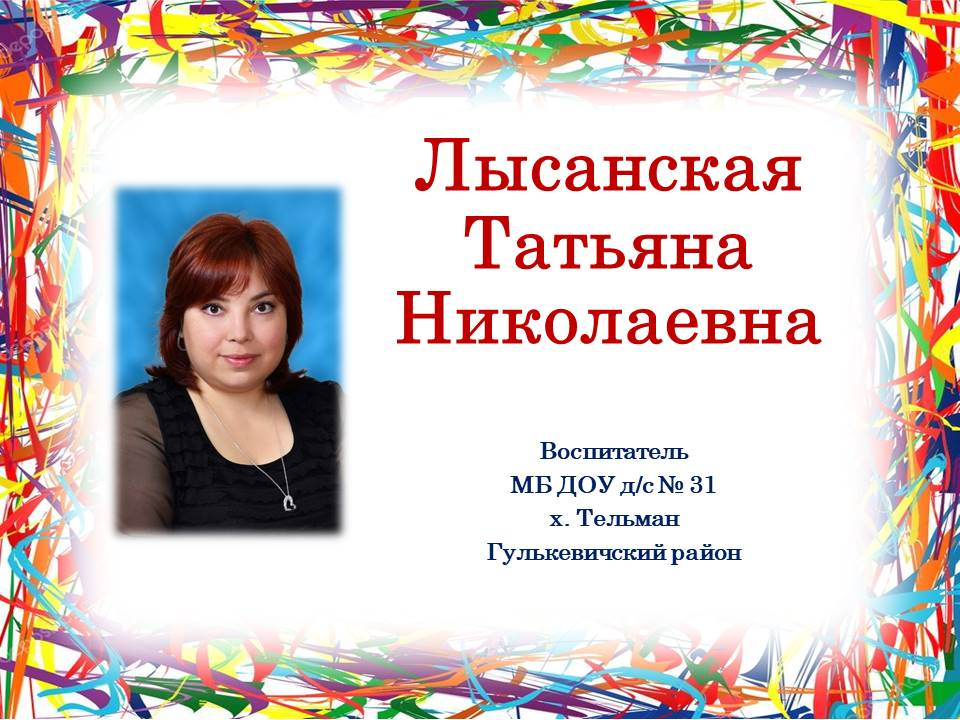 Лысанская
Татьяна
Николаевна
Воспитатель
МБ ДОУ д/с № 31
х. Тельман
Гулькевичский район